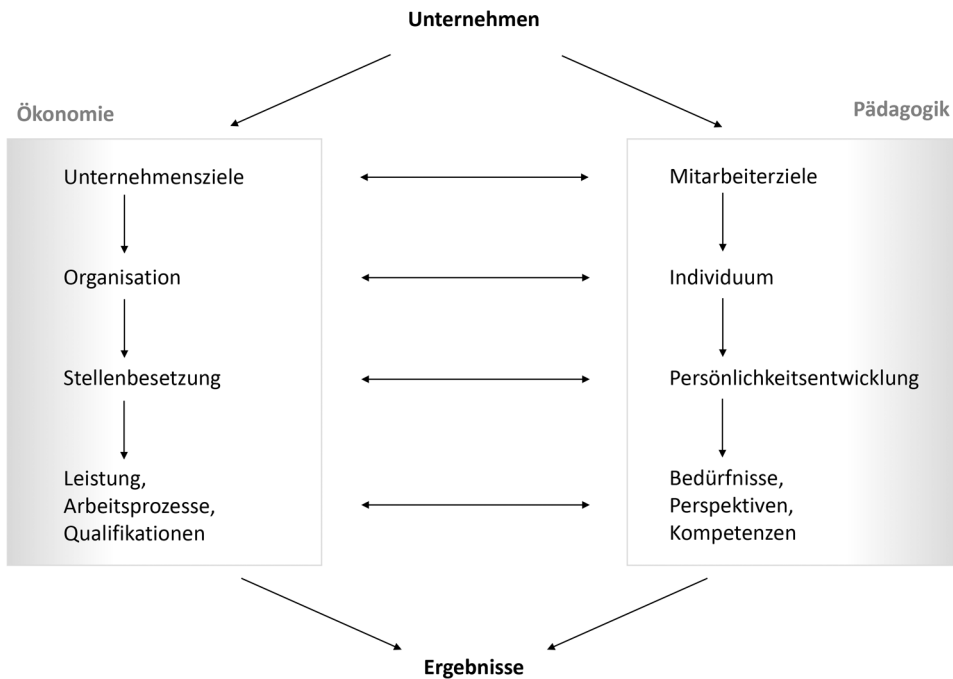 Unternehmen
Ökonomie
Pädagogik
Unternehmensziele
Mitarbeiterziele
Organisation
Individuum
Stellenbesetzung
Persönlichkeitsentwicklung
Leistung,
Arbeitsprozesse,
Qualifikationen
Bedürfnisse,
Perspektiven,
Kompetenzen
Ergebnisse